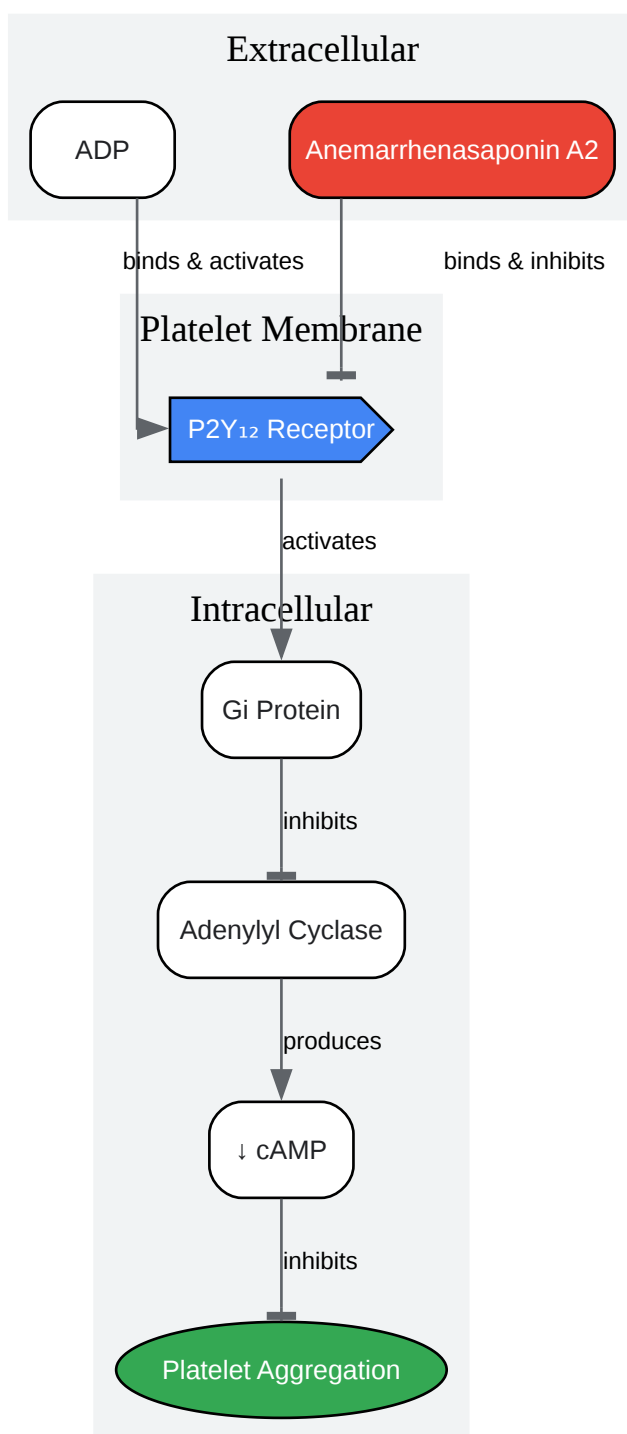 Extracellular
ADP
Anemarrhenasaponin A2
binds & activates
binds & inhibits
Platelet Membrane
P2Y₁₂ Receptor
activates
Intracellular
Gi Protein
inhibits
Adenylyl Cyclase
produces
↓ cAMP
inhibits
Platelet Aggregation